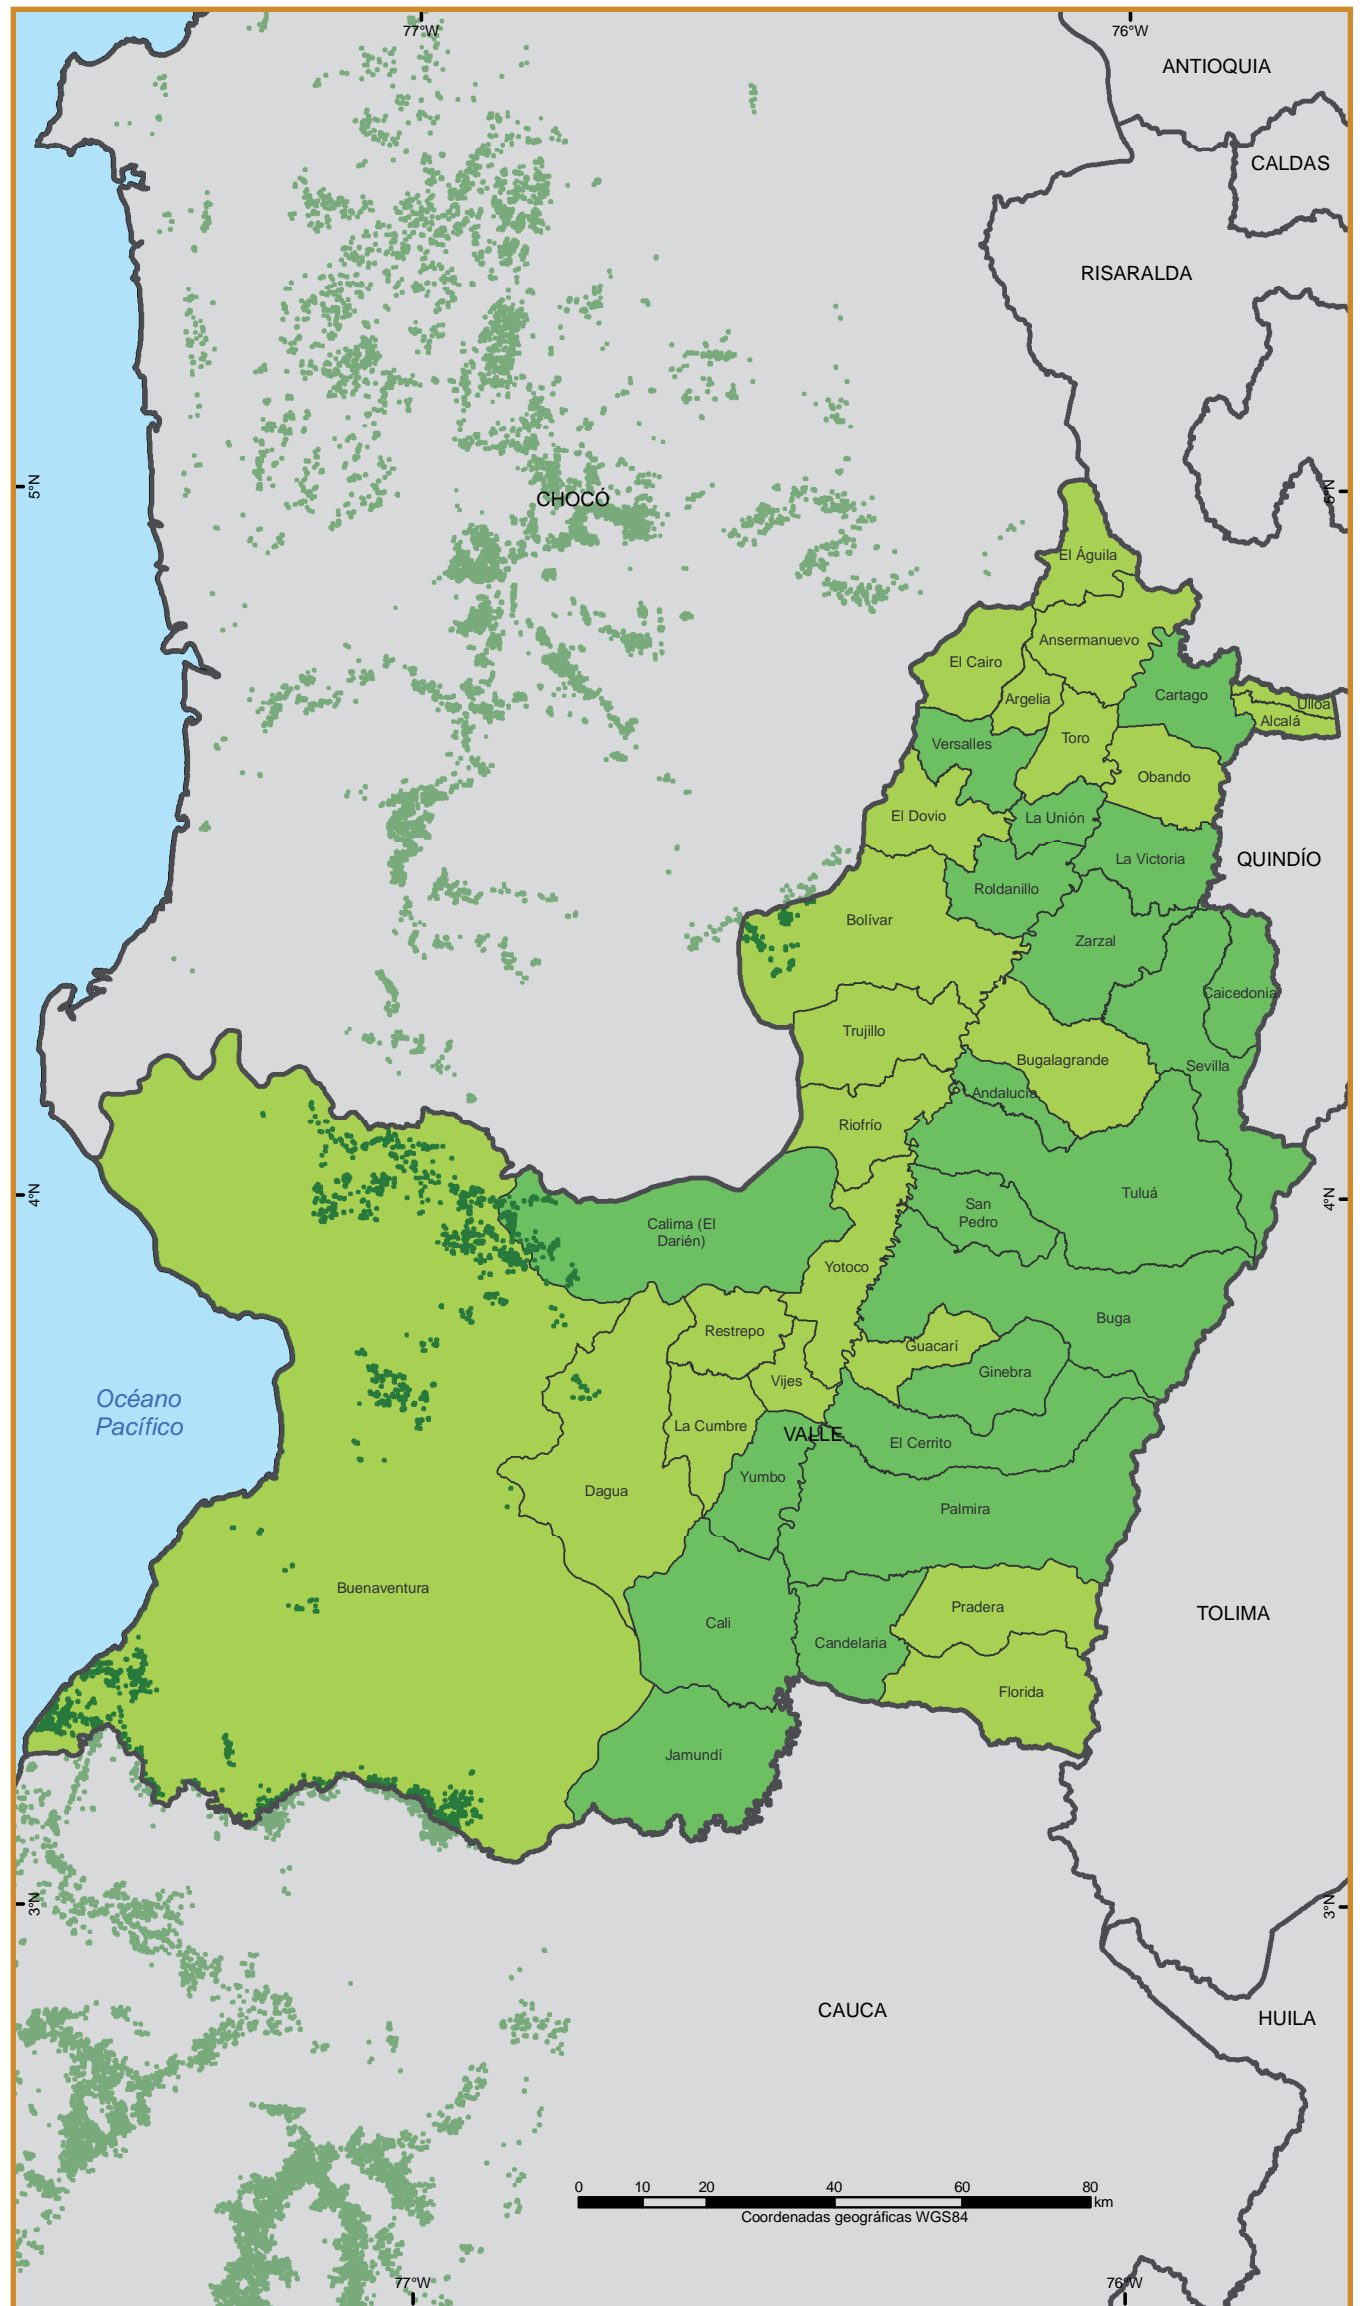 77°W
76°W
ANTIOQUIA
CALDAS
RISARALDA
5°N
5°N
CHOCÓ
El Águila
Ansermanuevo
El Cairo
Cartago
Argelia
Ulloa
Alcalá
Versalles
Toro
Obando
El Dovio
La Unión
La Victoria
QUINDÍO
Roldanillo
Bolívar
Zarzal
Caicedonia
Trujillo
Bugalagrande
Sevilla
Andalucía
Riofrío
4°N
4°N
Tuluá
San
Pedro
Calima (El
Darién)
Yotoco
Buga
Restrepo
Guacarí
Ginebra
Vijes
Océano
Pacífico
La Cumbre
VALLE
El Cerrito
Yumbo
Dagua
Palmira
Buenaventura
Pradera
TOLIMA
Cali
Candelaria
Florida
Jamundí
3°N
3°N
CAUCA
HUILA
0 10 20 40 60 80
km
Coordenadas geográficas WGS84
77°W
76°W